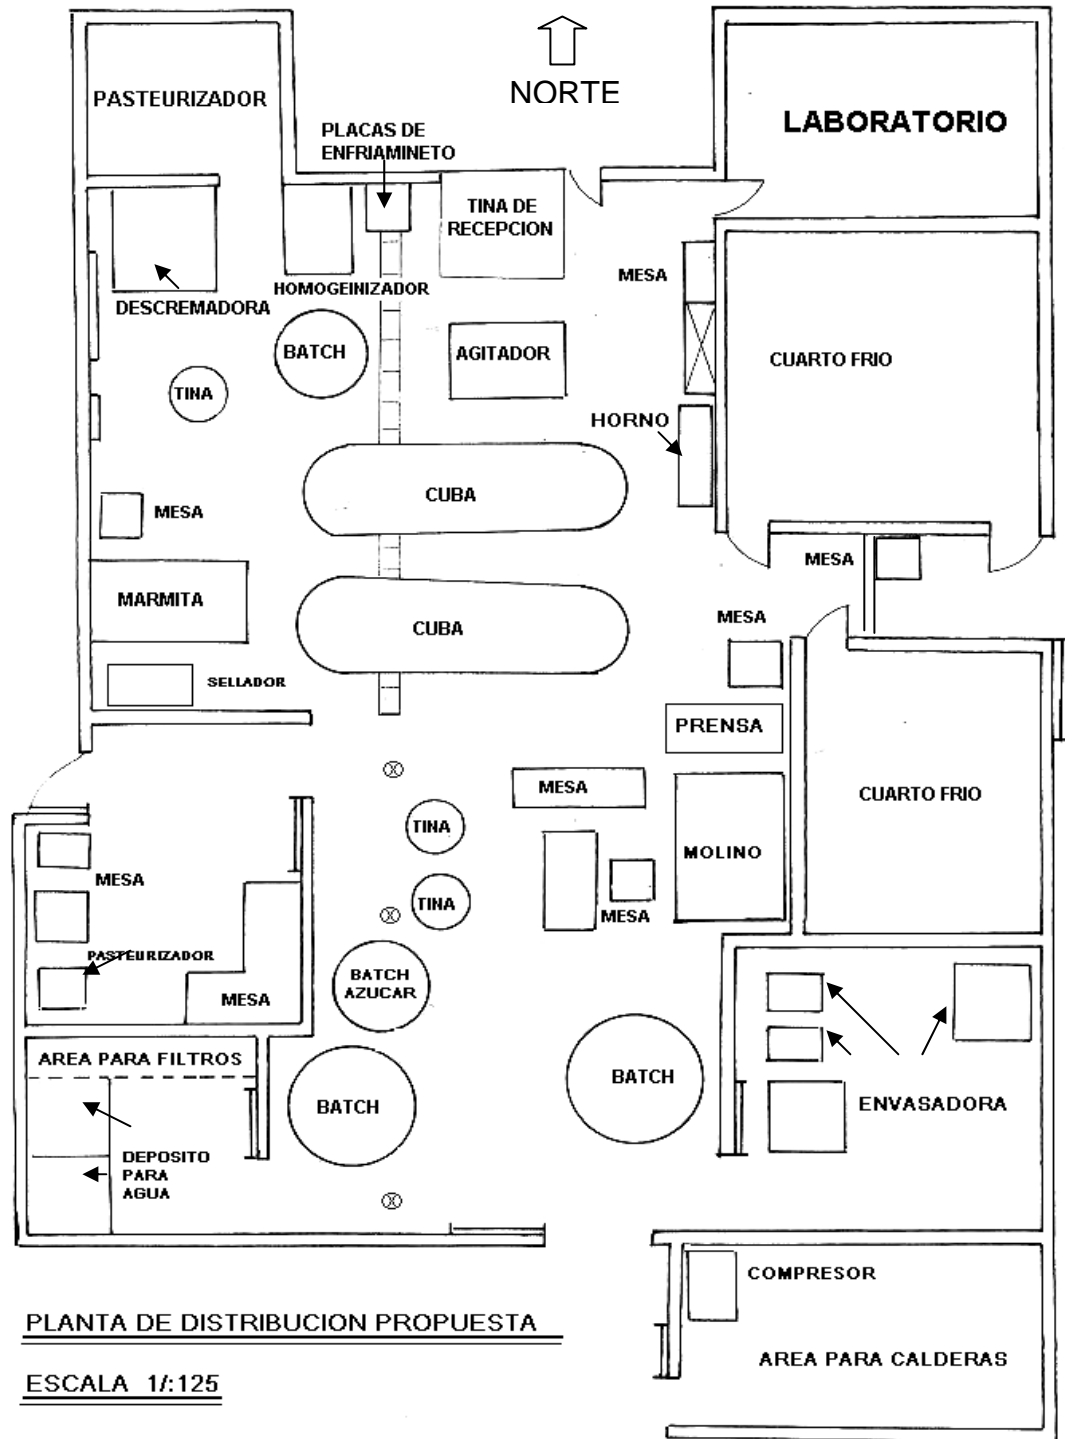 NORTE
PASTEURIZADOR
PLACAS DE
ENFRIAMINETO
LABORATORIO
TINA DE
RECEPCION
MESA
HOMOGEINIZADOR
DESCREMADORA
BATCH
AGITADOR
CUARTO FRIO
TINA
HORNO
CUBA
MESA
MESA
MARMITA
CUBA
MESA
SELLADOR
PRENSA
MESA
CUARTO FRIO
TINA
MOLINO
MESA
TINA
MESA
PASTEURIZADOR
BATCH
AZUCAR
MESA
AREA PARA FILTROS
BATCH
BATCH
ENVASADORA
DEPOSITO
PARA
AGUA
COMPRESOR
PLANTA DE DISTRIBUCION PROPUESTA
AREA PARA CALDERAS
ESCALA 1/:125